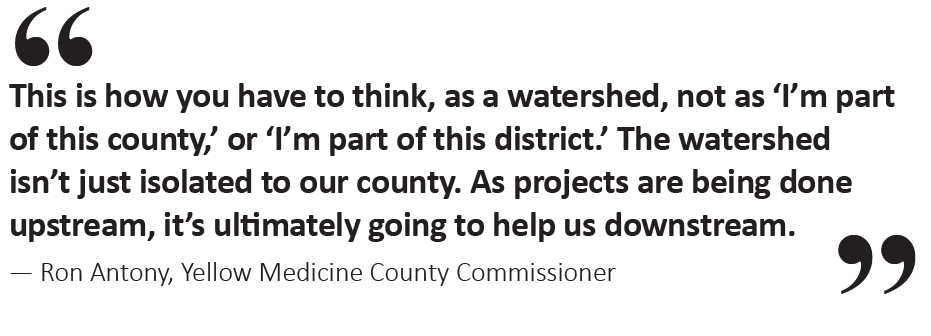 “
This is how you have to think, as a watershed, not as ‘I’m part
of this county,’ or ‘I’m part of this district.’ The watershed
isn’t just isolated to our county. As projects are being done
upstream, it’s ultimately going to help us downstream.
”
— Ron Antony, Yellow Medicine County Commissioner